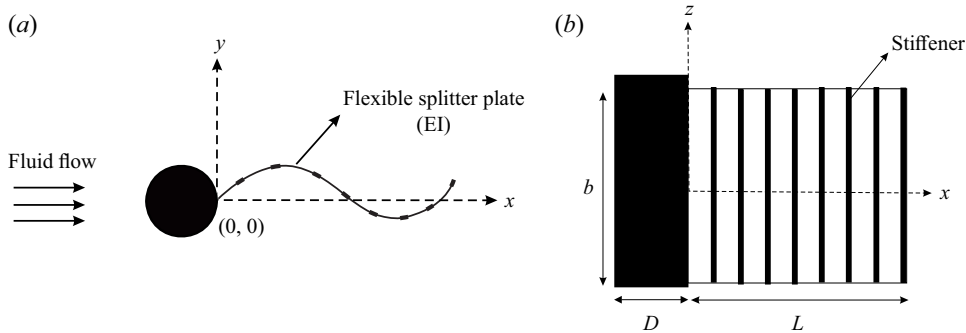 (a)
y
Flexible splitter plate
(EI)
Fluid flow
x
(0, 0)
(b)
z
Stiffener
b
x
D
L